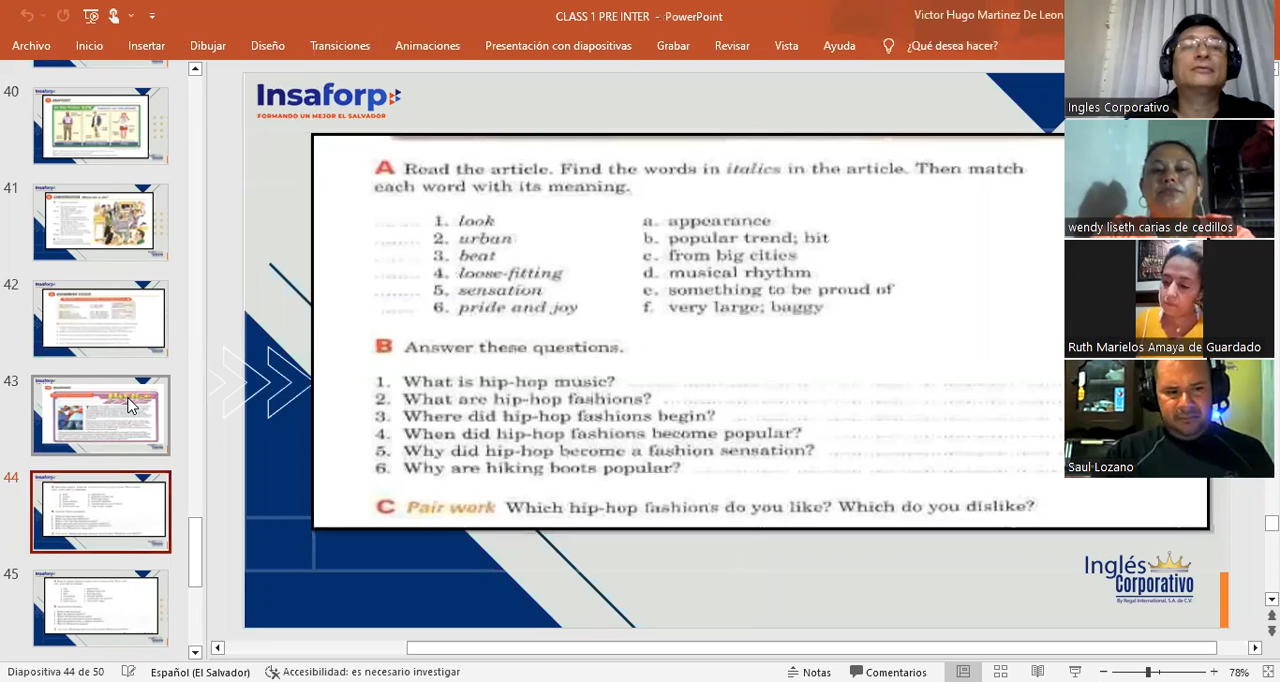 CLASS 1 PRE INTER - PowerPoint
Victor Hugo Martinez De Leon
Archivo Inicio Insertar Dibujar Diseño Transiciones Animaciones Presentación con diapositivas Grabar Revisar Vista Ayuda ¿Qué desea hacer?
40
41
42
43
44
45
Insaforp
FORMANDO UN MEJOR EL SALVADOR
A Read the article. Find the words in italics in the article. Then match
each word with its meaning.
1. look a. appearance
2. urban b. popular trend; hit
3. beat c. from big cities
4. loose-fitting d. musical rhythm
5. sensation e. something to be proud of
6. pride and joy f. very large; baggy
B Answer these questions.
1. What is hip-hop music?
2. What are hip-hop fashions?
3. Where did hip-hop fashions begin?
4. When did hip-hop fashions become popular?
5. Why did hip-hop become a fashion sensation?
6. Why are hiking boots popular?
C Pair work Which hip-hop fashions do you like? Which do you dislike?
Inglés
Corporativo
By Regal International, S.A. de C.V.
Ingles Corporativo
wendy liseth carias de cedillos
Ruth Marielos Amaya de Guardado
Saul Lozano
Diapositiva 44 de 50 Español (El Salvador) Accesibilidad: es necesario investigar Notas Comentarios 78%